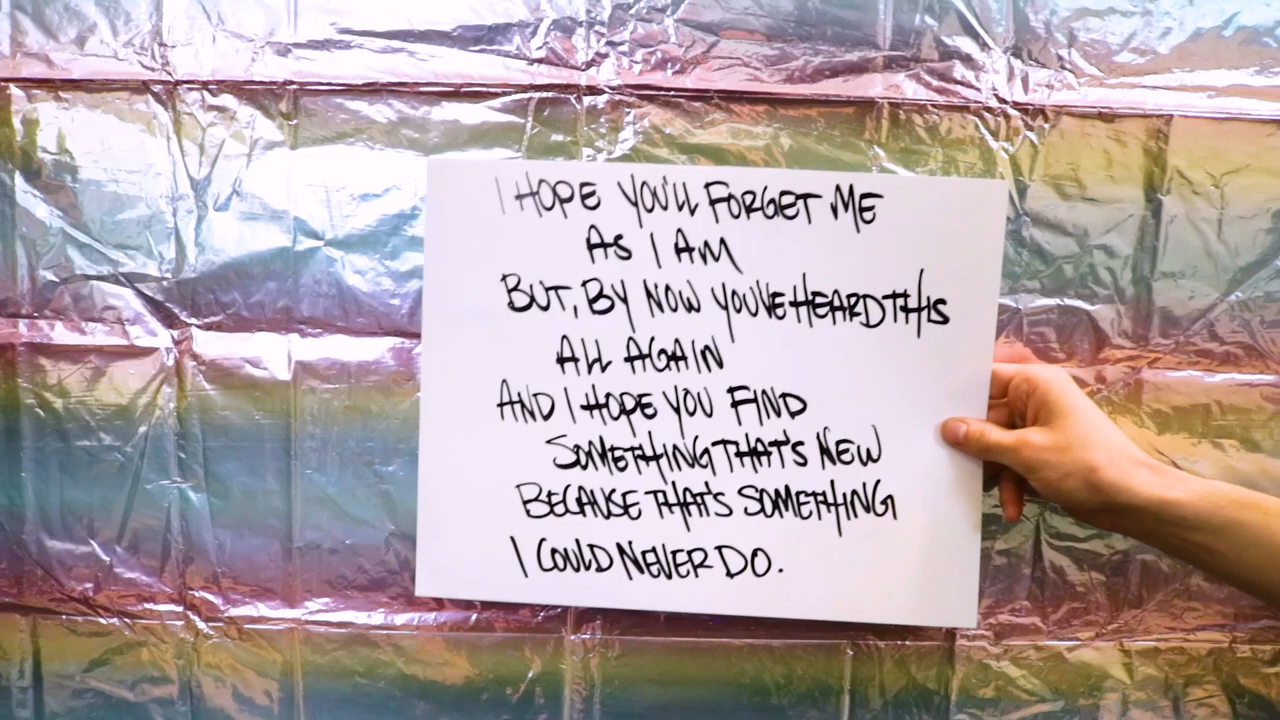 I HOPE YOU'LL FORGET ME
AS I AM
BUT, BY NOW YOU'VE HEARD THIS
ALL AGAIN
AND I HOPE YOU FIND
SOMETHING THAT'S NEW
BECAUSE THAT'S SOMETHING
I COULD NEVER DO.